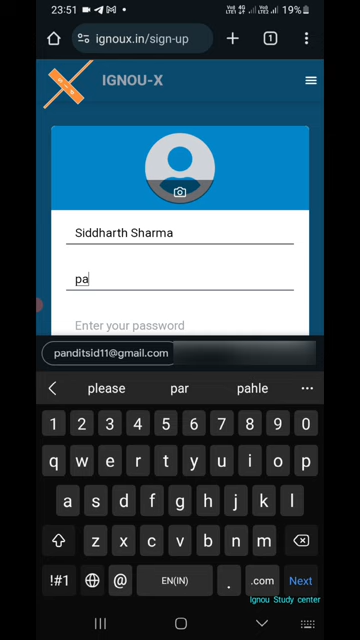 23:51 19%
ignoux.in/sign-up 1
IGNOU-X
Siddharth Sharma
pa
Enter your password
panditsid11@gmail.com
please par pahle
1 2 3 4 5 6 7 8 9 0
q w e r t y u i o p
a s d f g h j k l
z x c v b n m
!#1 @ EN(IN) . .com Next
Ignou Study center